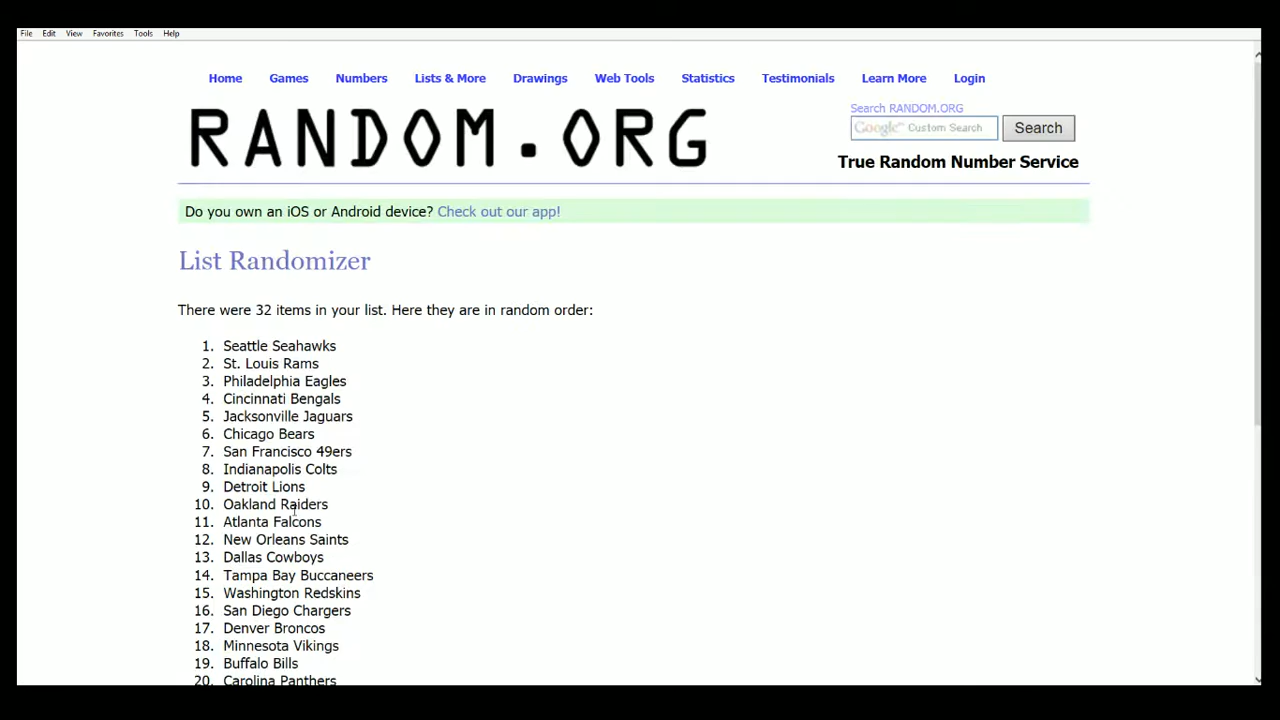 File Edit View Favorites Tools Help
Home Games Numbers Lists & More Drawings Web Tools Statistics Testimonials Learn More Login
RANDOM.ORG
Search RANDOM.ORG
Google™ Custom Search Search
True Random Number Service
Do you own an iOS or Android device? Check out our app!
List Randomizer
There were 32 items in your list. Here they are in random order:
1. Seattle Seahawks
2. St. Louis Rams
3. Philadelphia Eagles
4. Cincinnati Bengals
5. Jacksonville Jaguars
6. Chicago Bears
7. San Francisco 49ers
8. Indianapolis Colts
9. Detroit Lions
10. Oakland Raiders
11. Atlanta Falcons
12. New Orleans Saints
13. Dallas Cowboys
14. Tampa Bay Buccaneers
15. Washington Redskins
16. San Diego Chargers
17. Denver Broncos
18. Minnesota Vikings
19. Buffalo Bills
20. Carolina Panthers